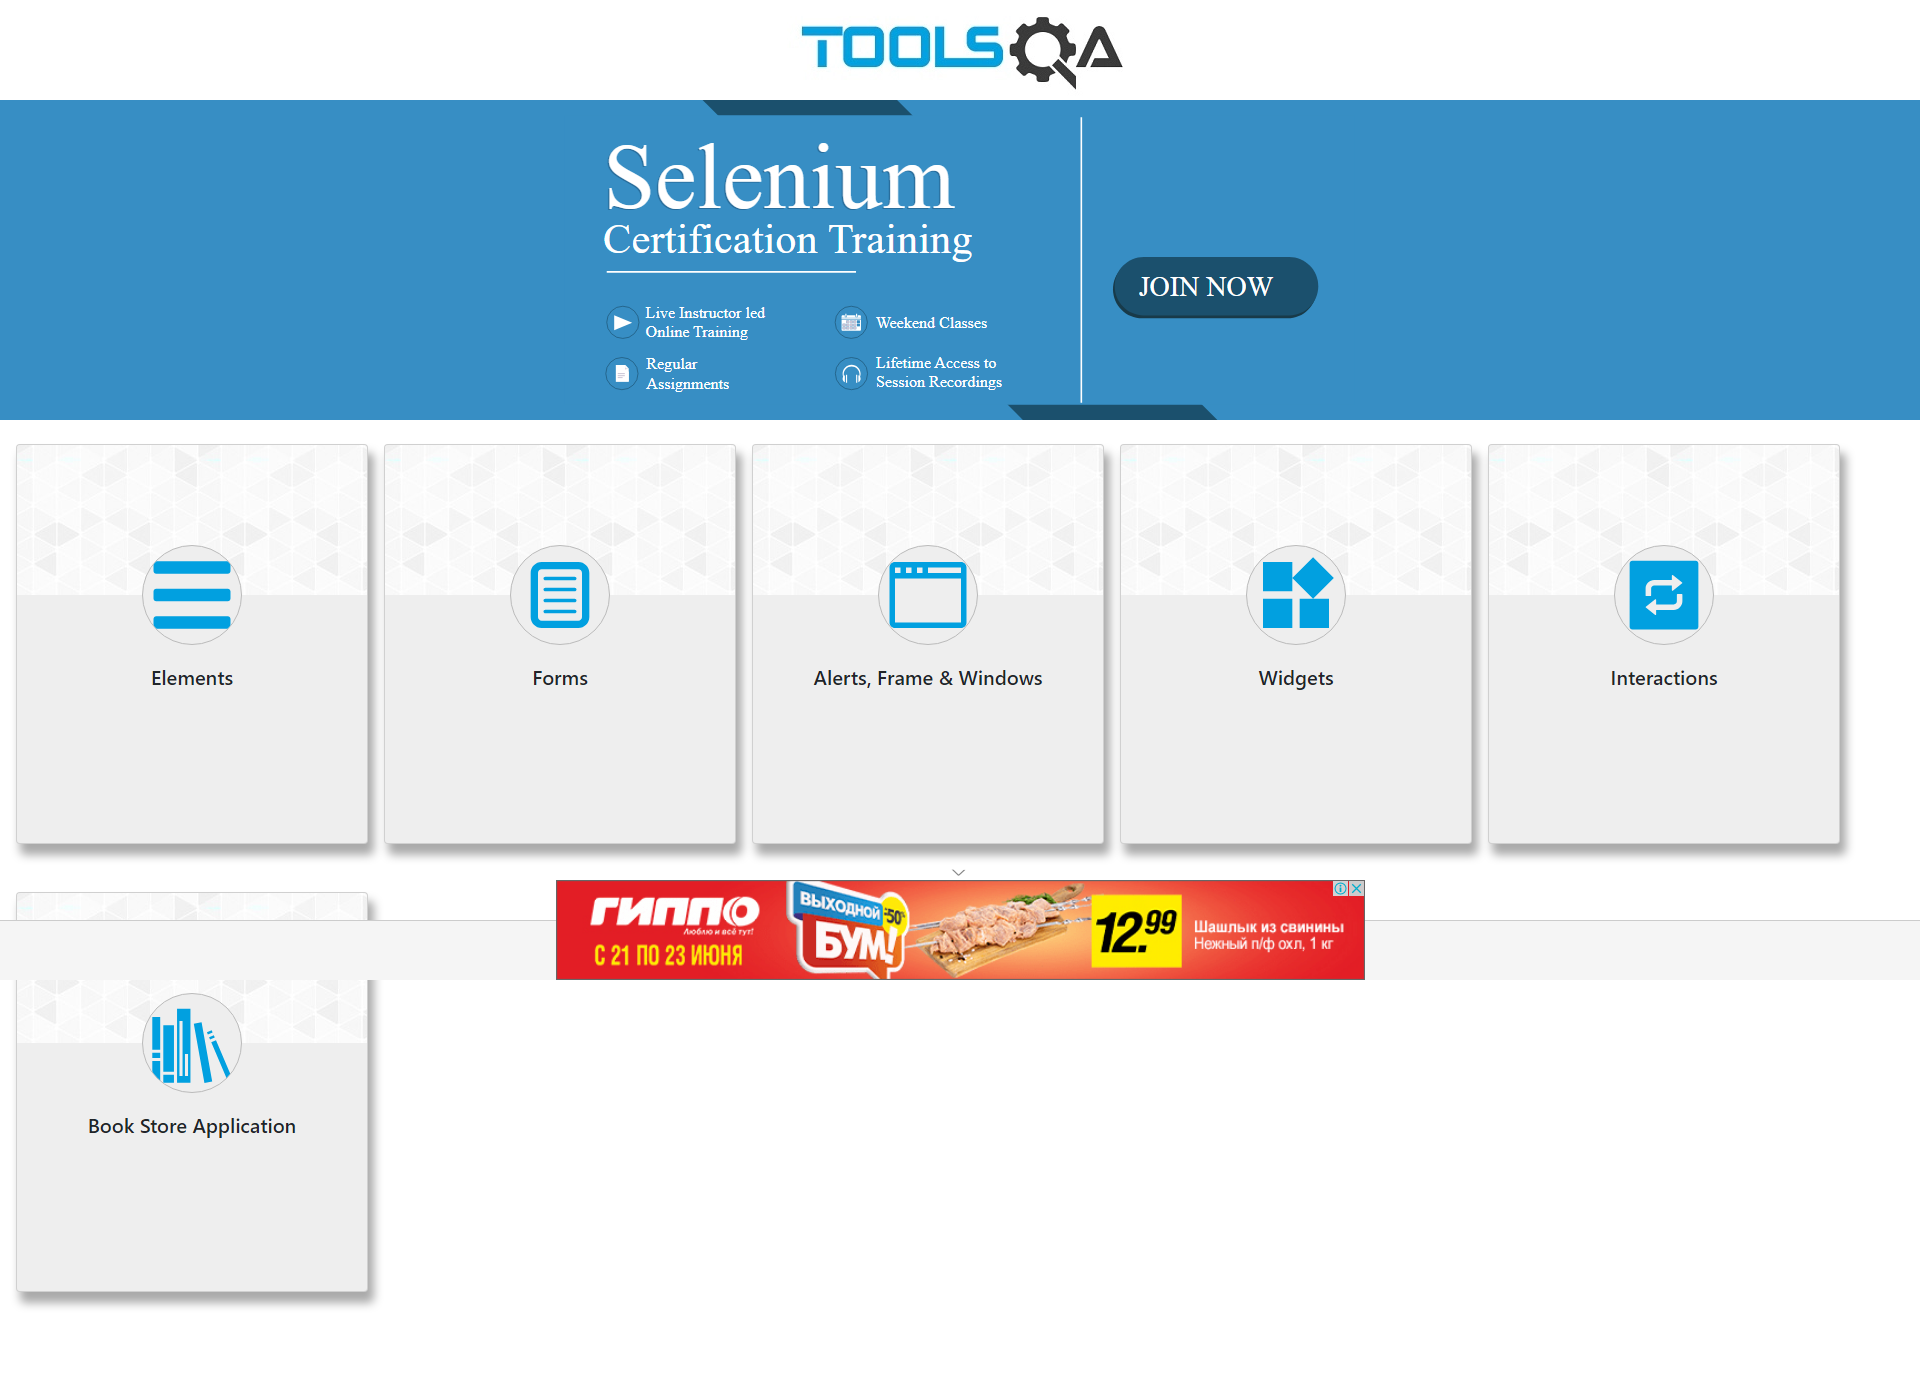 TOOLSQA
Selenium
Certification Training
Live Instructor led
Online Training
Weekend Classes
Regular
Assignments
Lifetime Access to
Session Recordings
JOIN NOW
Elements
Forms
Alerts, Frame & Windows
Widgets
Interactions
ГИППО
Люблю и всё тут!
С 21 ПО 23 ИЮНЯ
ВЫХОДНОЙ
БУМ!
-50%
12.99
Шашлык из свинины
Нежный п/ф охл, 1 кг
Book Store Application